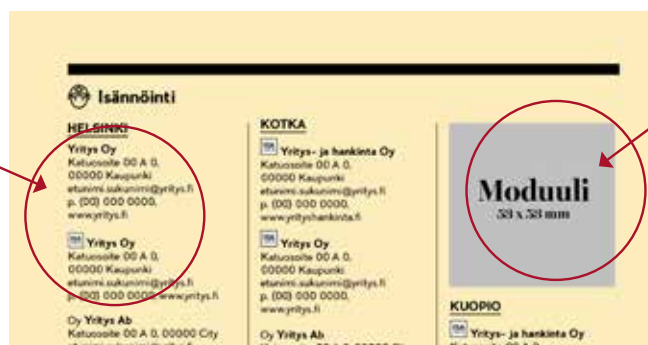 Isännöinti
HELSINKI
Yritys Oy
Katuosoite 00 A 0,
00000 Kaupunki
etunimi.sukunimi@yritys.fi
p. (00) 000 0000,
www.yritys.fi
Yritys Oy
Katuosoite 00 A 0,
00000 Kaupunki
etunimi.sukunimi@yritys.fi
p. (00) 000 0000, www.yritys.fi
Oy Yritys Ab
Katuosoite 00 A 0, 00000 City
KOTKA
Yritys- ja hankinta Oy
Katuosoite 00 A 0,
00000 Kaupunki
etunimi.sukunimi@yritys.fi
p. (00) 000 0000,
www.yrityshankinta.fi
Yritys Oy
Katuosoite 00 A 0,
00000 Kaupunki
etunimi.sukunimi@yritys.fi
p. (00) 000 0000,
www.yritys.fi
Oy Yritys Ab
Moduuli
58 x 58 mm
KUOPIO
Yritys- ja hankinta Oy